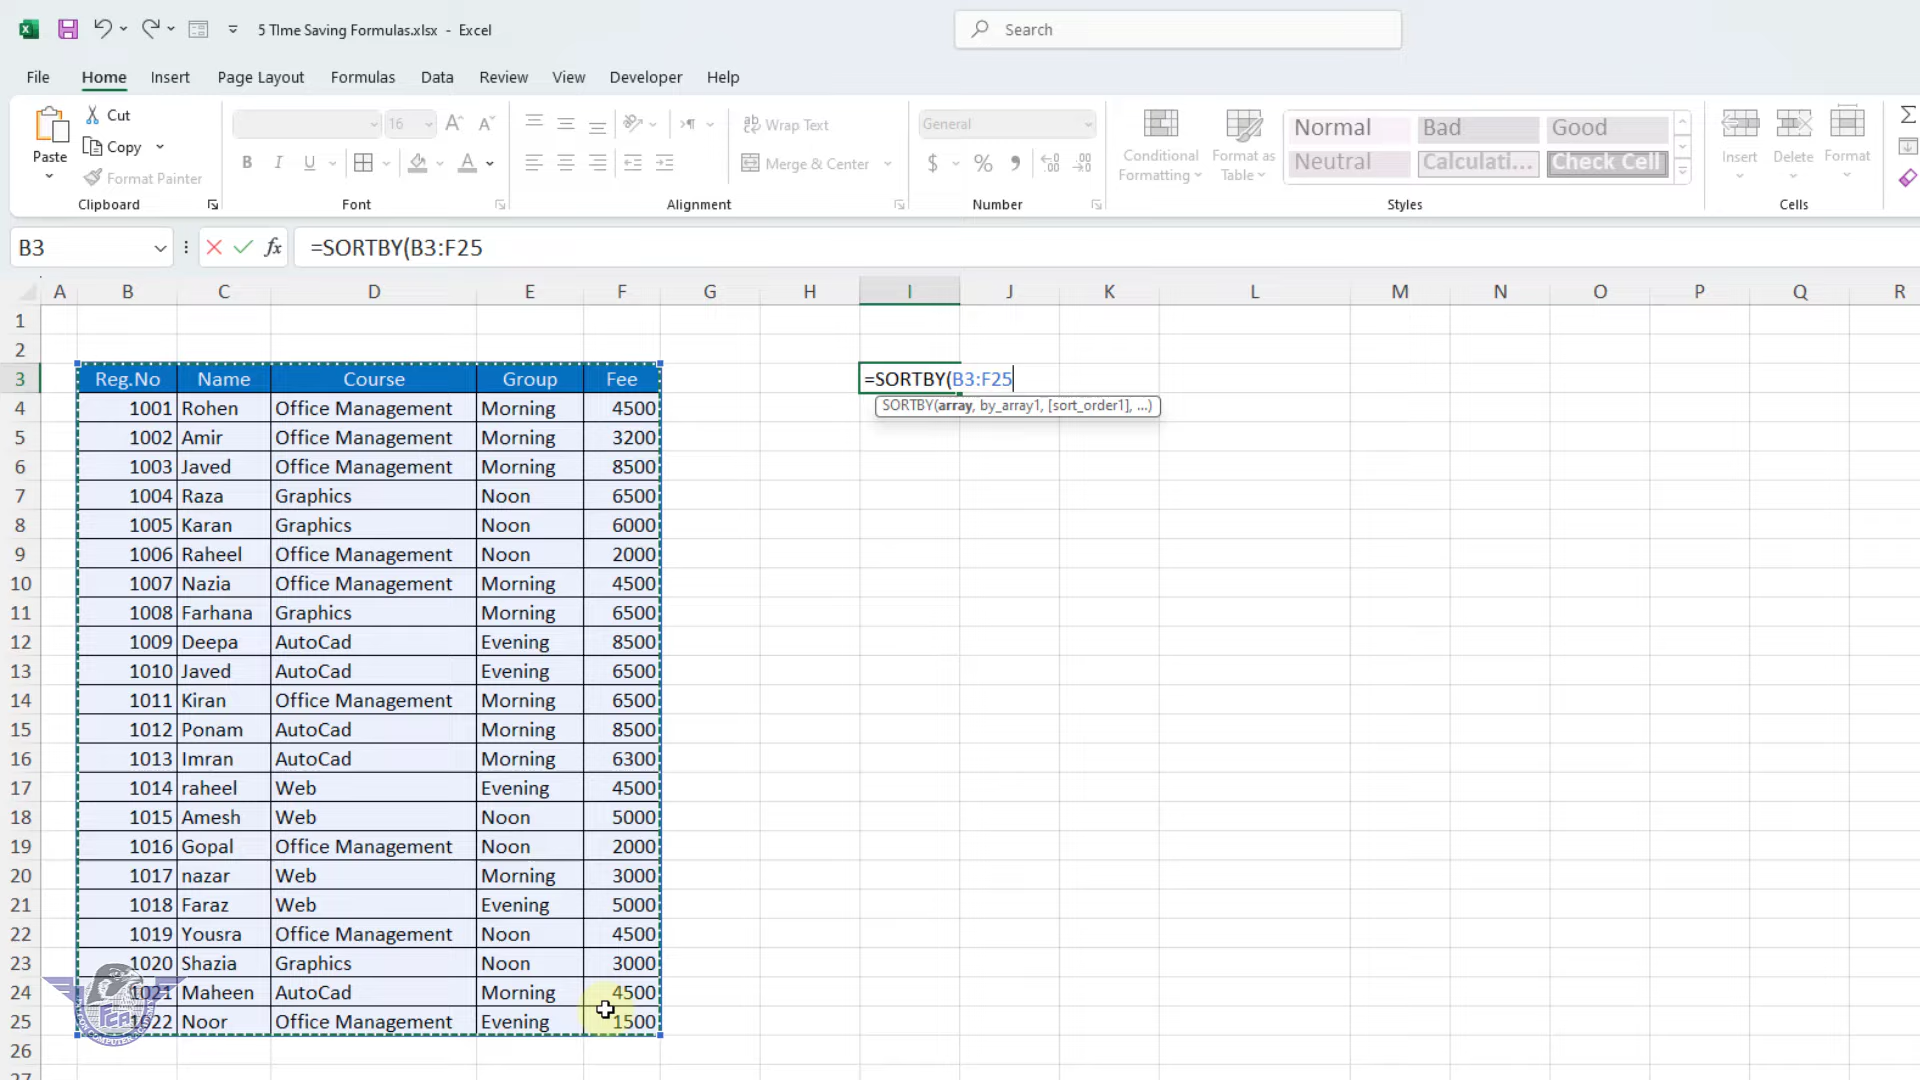 5 TIme Saving Formulas.xlsx - Excel
Search
File Home Insert Page Layout Formulas Data Review View Developer Help
Paste
Cut
Copy
Format Painter
Clipboard
16
B I U A
Font
Wrap Text
Merge & Center
Alignment
General
$ % 9
Number
Conditional Formatting
Format as Table
Normal Bad Good
Neutral Calculati... Check Cell
Styles
Insert Delete Format
Cells
B3 fx =SORTBY(B3:F25
A B C D E F G H I J K L M N O P Q R
1
2
3 Reg.No Name Course Group Fee =SORTBY(B3:F25
SORTBY(array, by_array1, [sort_order1], ...)
4 1001 Rohen Office Management Morning 4500
5 1002 Amir Office Management Morning 3200
6 1003 Javed Office Management Morning 8500
7 1004 Raza Graphics Noon 6500
8 1005 Karan Graphics Noon 6000
9 1006 Raheel Office Management Noon 2000
10 1007 Nazia Office Management Morning 4500
11 1008 Farhana Graphics Morning 6500
12 1009 Deepa AutoCad Evening 8500
13 1010 Javed AutoCad Evening 6500
14 1011 Kiran Office Management Morning 6500
15 1012 Ponam AutoCad Morning 8500
16 1013 Imran AutoCad Morning 6300
17 1014 raheel Web Evening 4500
18 1015 Amesh Web Noon 5000
19 1016 Gopal Office Management Noon 2000
20 1017 nazar Web Morning 3000
21 1018 Faraz Web Evening 5000
22 1019 Yousra Office Management Noon 4500
23 1020 Shazia Graphics Noon 3000
24 1021 Maheen AutoCad Morning 4500
25 1022 Noor Office Management Evening 1500
FCA
26
27